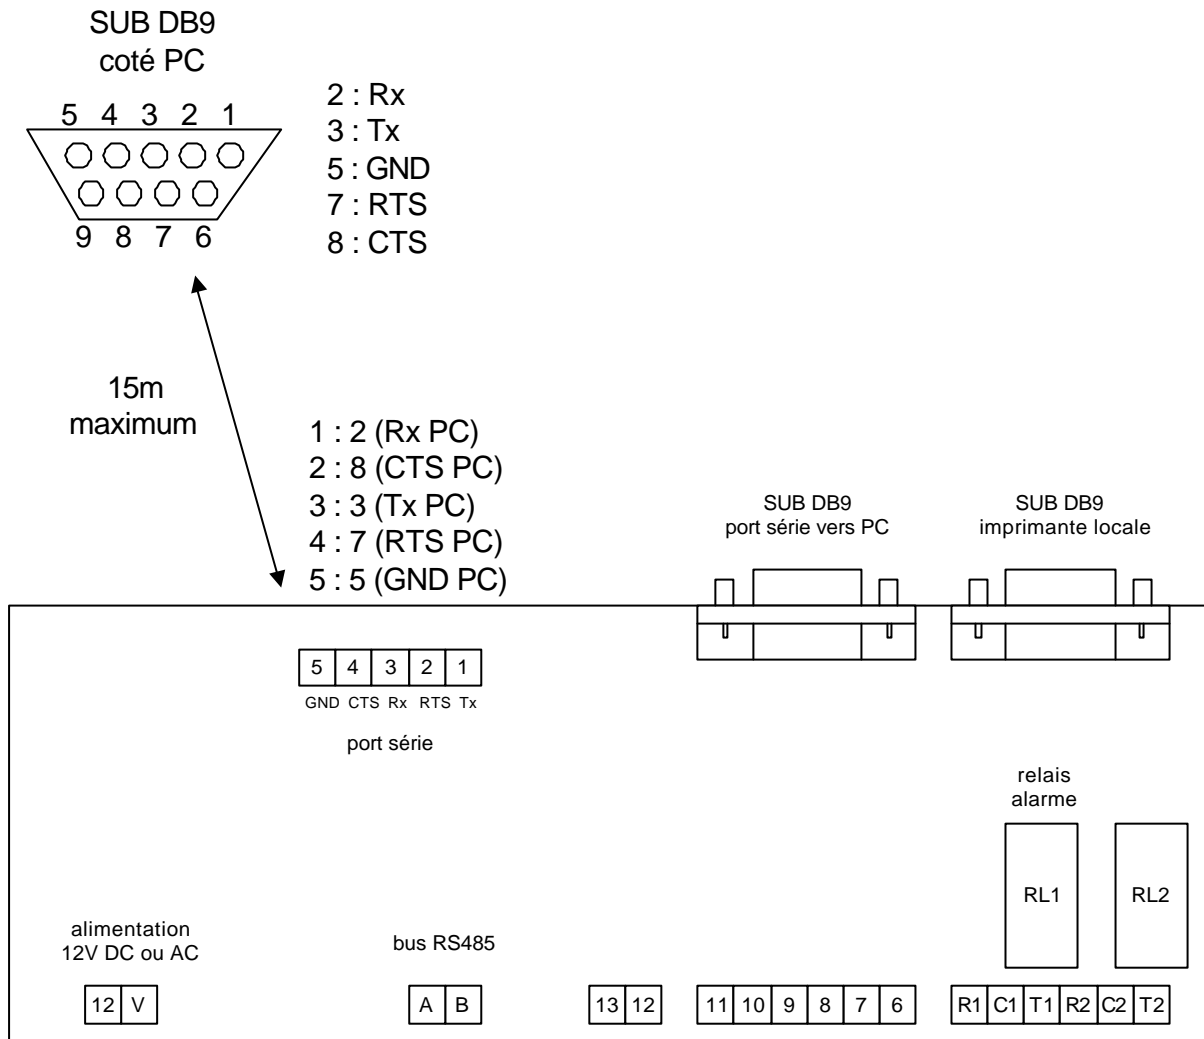 SUB DB9
coté PC
5 4 3 2 1
9 8 7 6
2 : Rx
3 : Tx
5 : GND
7 : RTS
8 : CTS
15m
maximum
1 : 2 (Rx PC)
2 : 8 (CTS PC)
3 : 3 (Tx PC)
4 : 7 (RTS PC)
5 : 5 (GND PC)
SUB DB9
port série vers PC
SUB DB9
imprimante locale
5 4 3 2 1
GND CTS Rx RTS Tx
port série
relais
alarme
RL1
RL2
alimentation
12V DC ou AC
bus RS485
12 V
A B
13 12
11 10 9 8 7 6
R1 C1 T1 R2 C2 T2